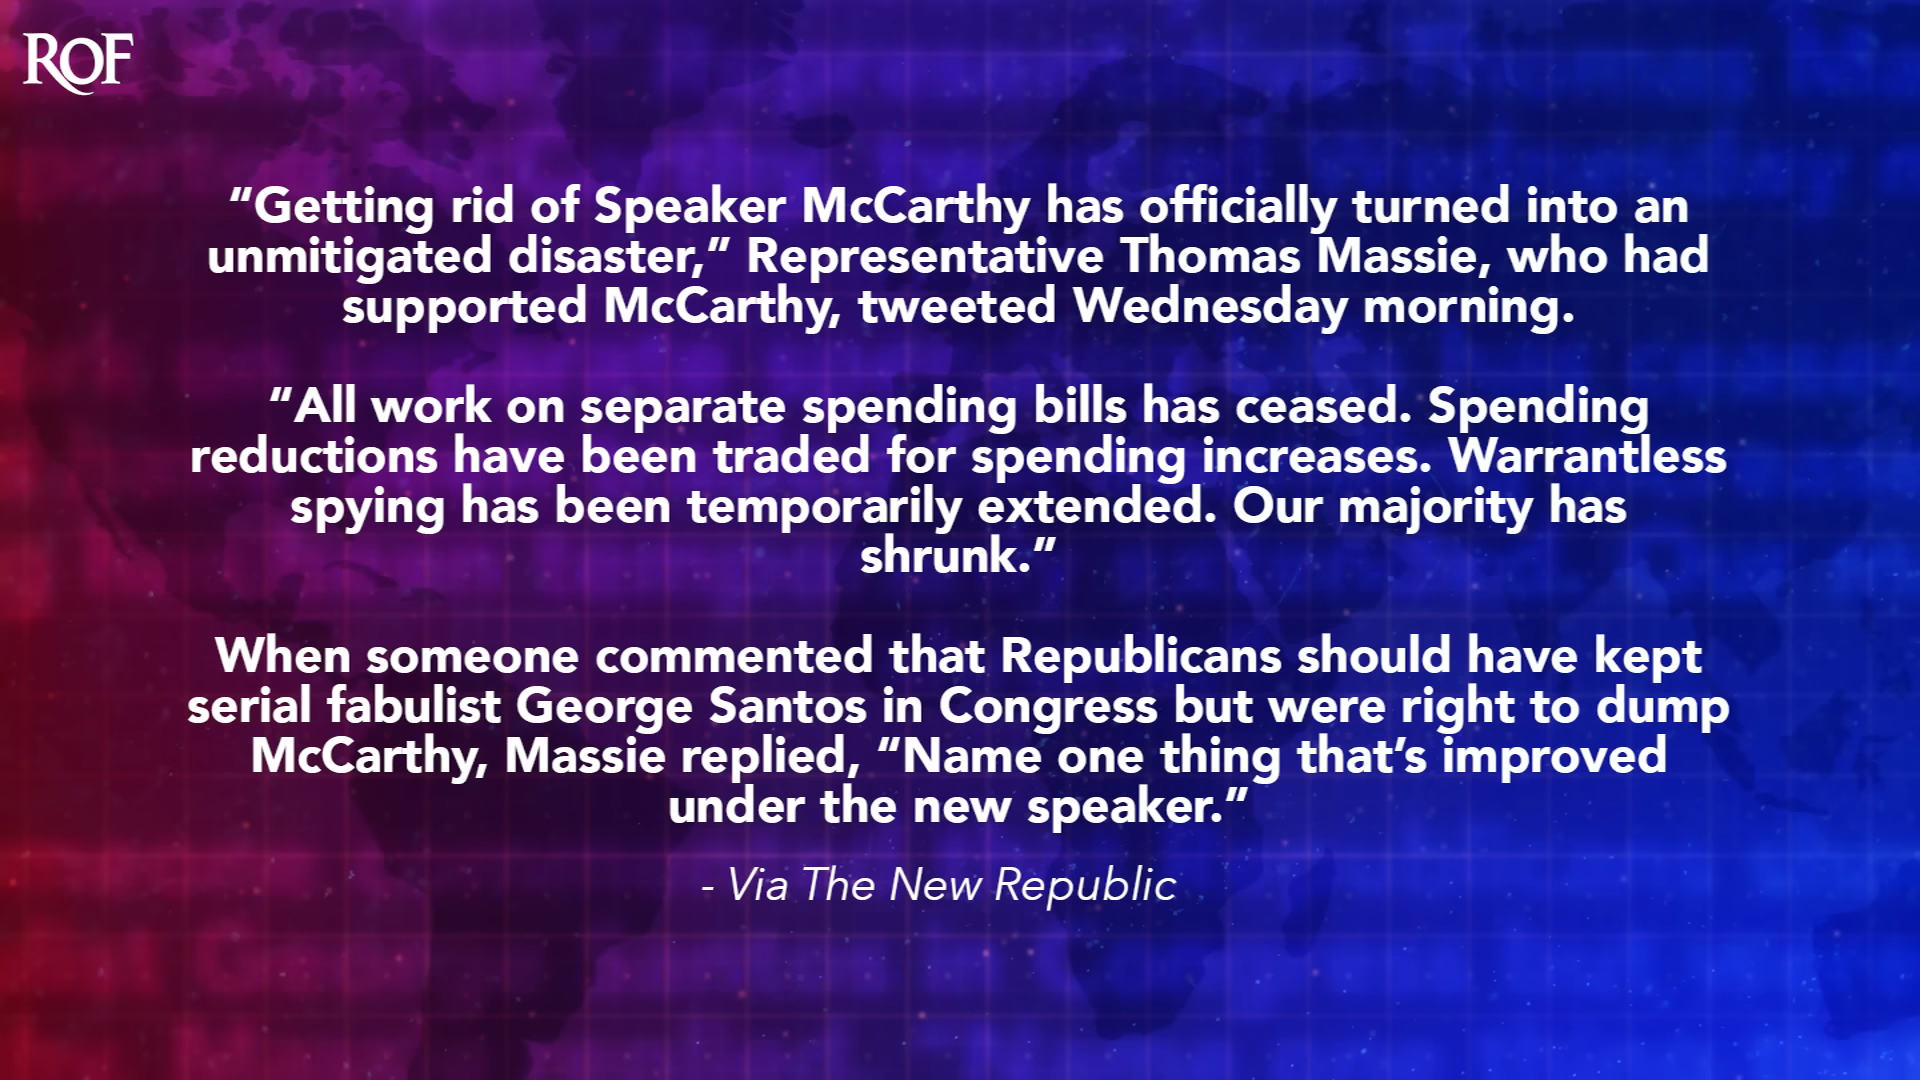 ROF
“Getting rid of Speaker McCarthy has officially turned into an
unmitigated disaster,” Representative Thomas Massie, who had
supported McCarthy, tweeted Wednesday morning.
“All work on separate spending bills has ceased. Spending
reductions have been traded for spending increases. Warrantless
spying has been temporarily extended. Our majority has
shrunk.”
When someone commented that Republicans should have kept
serial fabulist George Santos in Congress but were right to dump
McCarthy, Massie replied, “Name one thing that’s improved
under the new speaker.”
- Via The New Republic